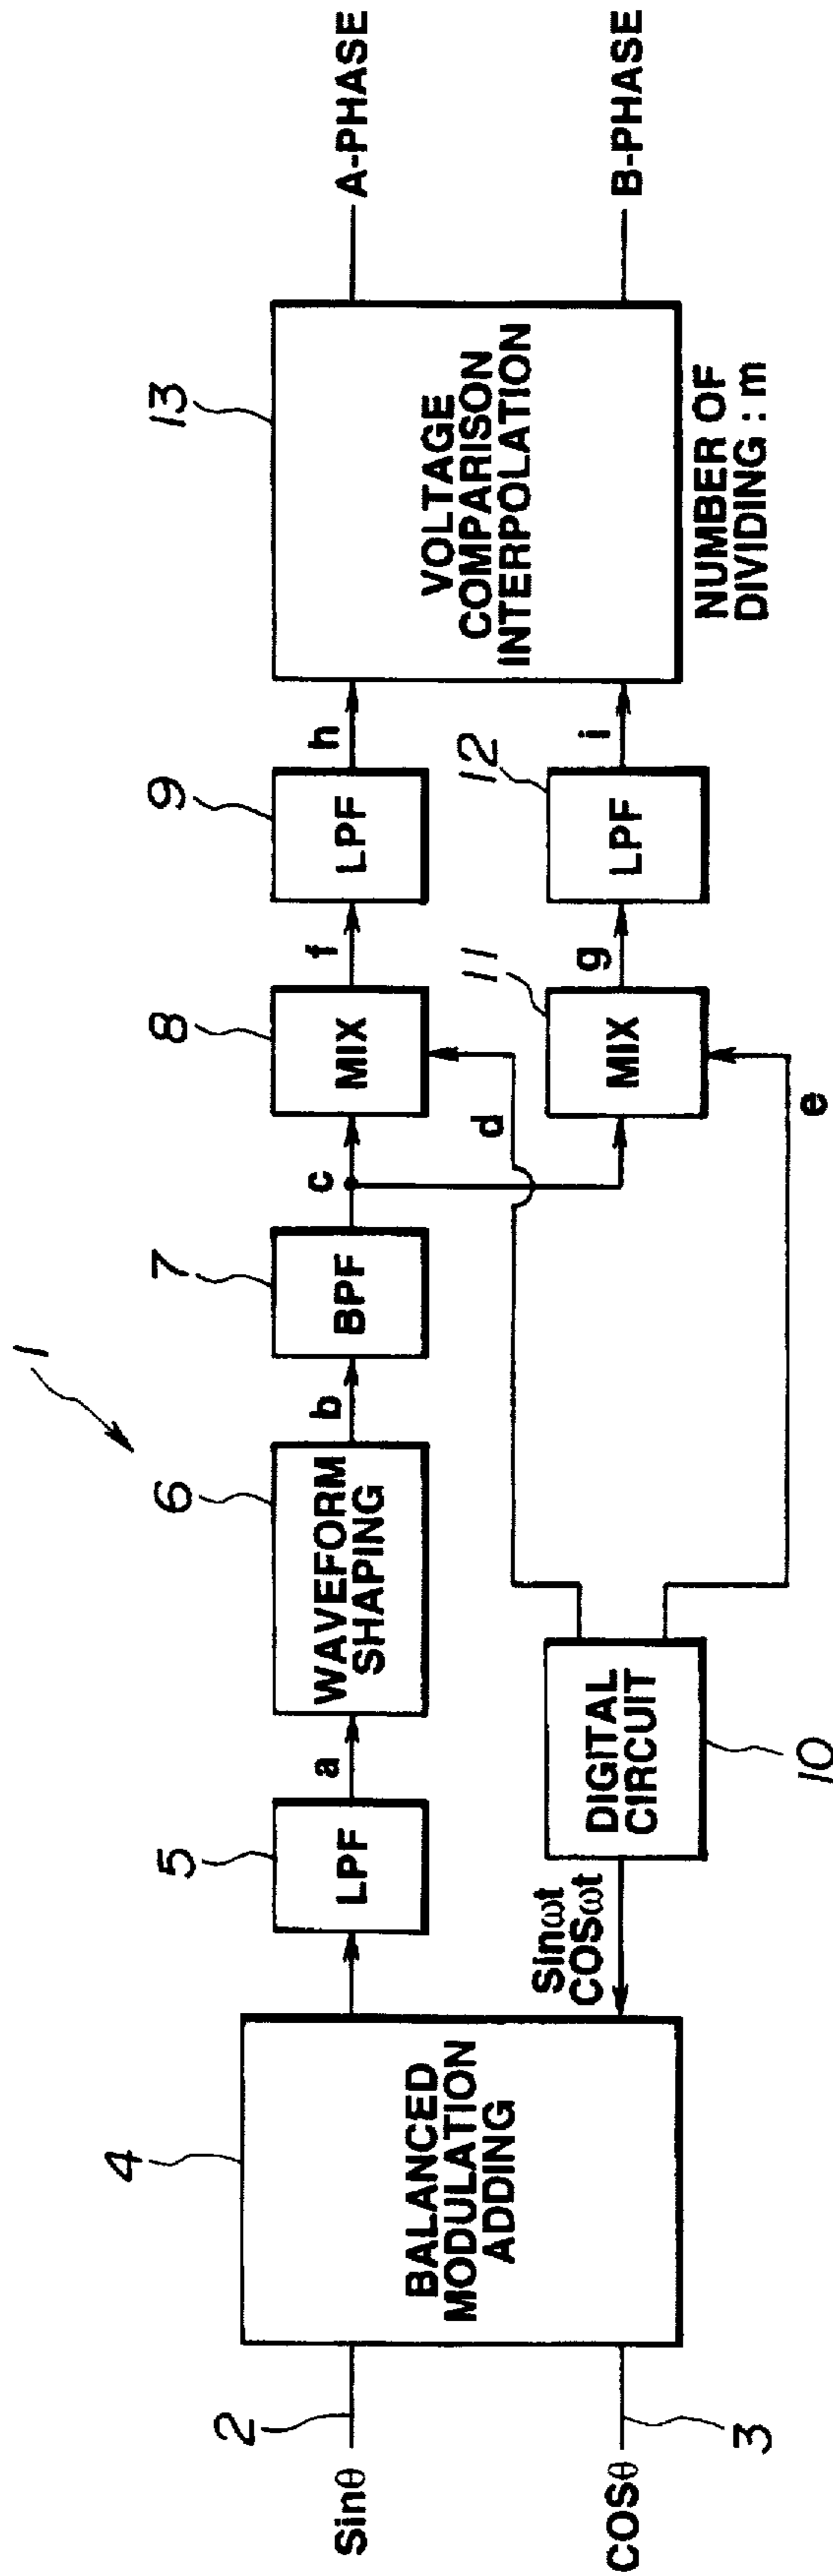 1
2
Sinθ
COSθ
3
4
BALANCED
MODULATION
ADDING
Sinωt
COSωt
5
LPF
a
6
WAVEFORM
SHAPING
b
7
BPF
c
8
MIX
f
9
LPF
h
DIGITAL
CIRCUIT
10
d
e
11
MIX
g
12
LPF
i
13
VOLTAGE
COMPARISON
INTERPOLATION
NUMBER OF
DIVIDING : m
A-PHASE
B-PHASE